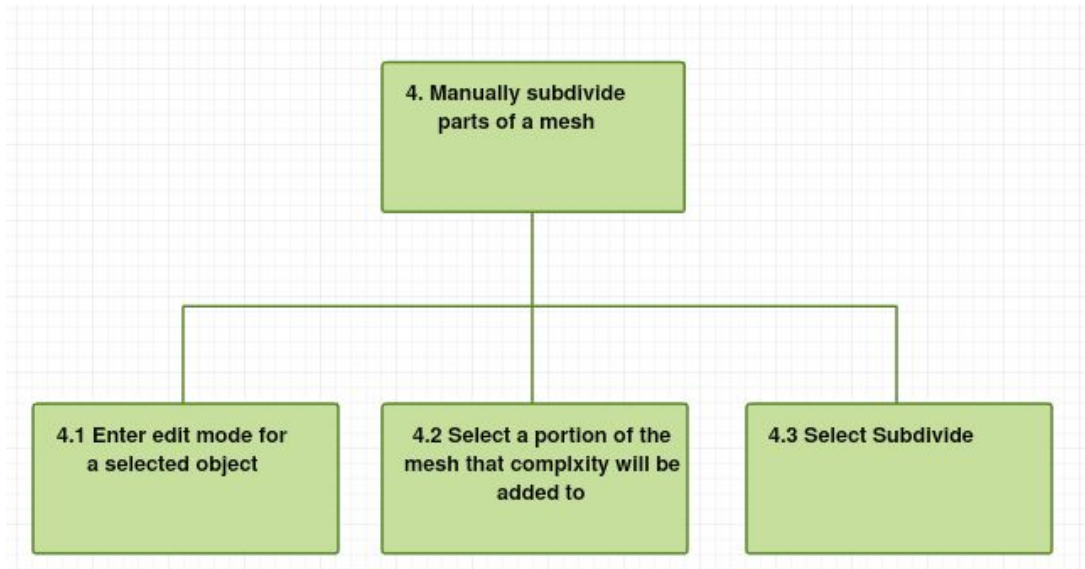 4. Manually subdivide
parts of a mesh
4.1 Enter edit mode for
a selected object
4.2 Select a portion of the
mesh that complxity will be
added to
4.3 Select Subdivide